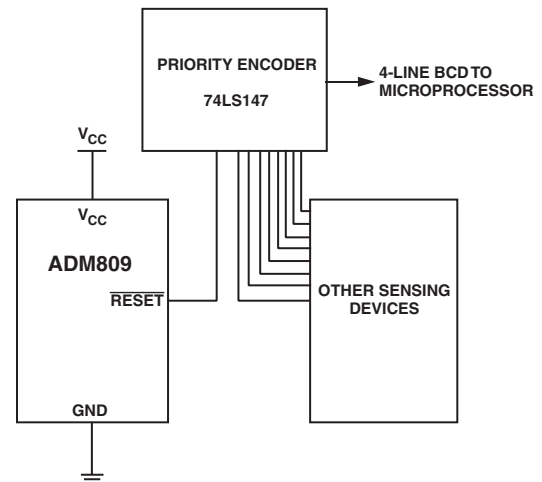 PRIORITY ENCODER
74LS147
4-LINE BCD TO
MICROPROCESSOR
VCC
VCC
ADM809
RESET
OTHER SENSING
DEVICES
GND